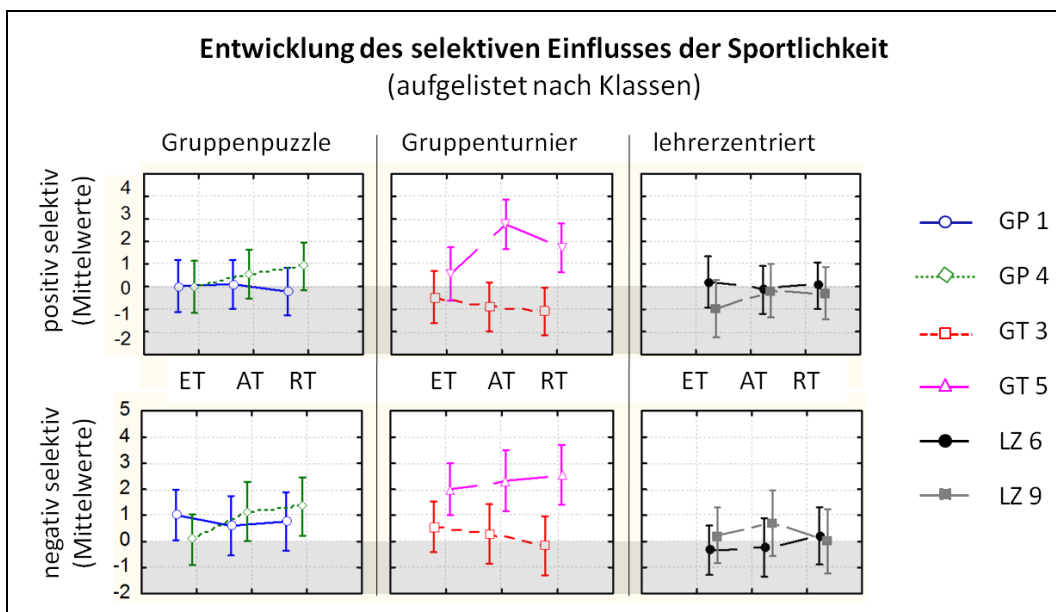 Entwicklung des selektiven Einflusses der Sportlichkeit
(aufgelistet nach Klassen)
Gruppenpuzzle
Gruppenturnier
lehrerzentriert
positiv selektiv
(Mittelwerte)
4
3
2
1
0
-1
-2
ET AT RT
ET AT RT
ET AT RT
negativ selektiv
(Mittelwerte)
5
4
3
2
1
0
-1
-2
GP 1
GP 4
GT 3
GT 5
LZ 6
LZ 9